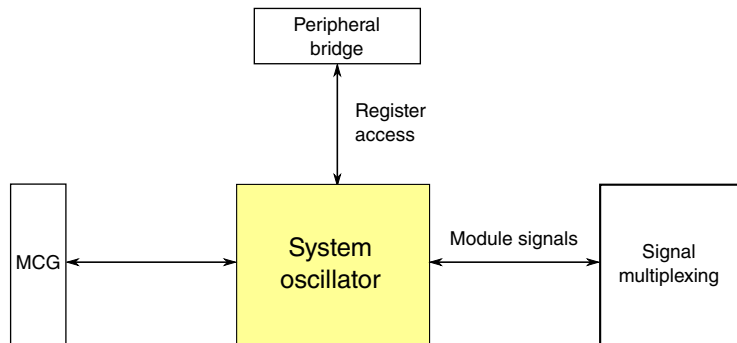 Peripheral
bridge
Register
access
MCG
System
oscillator
Module signals
Signal
multiplexing